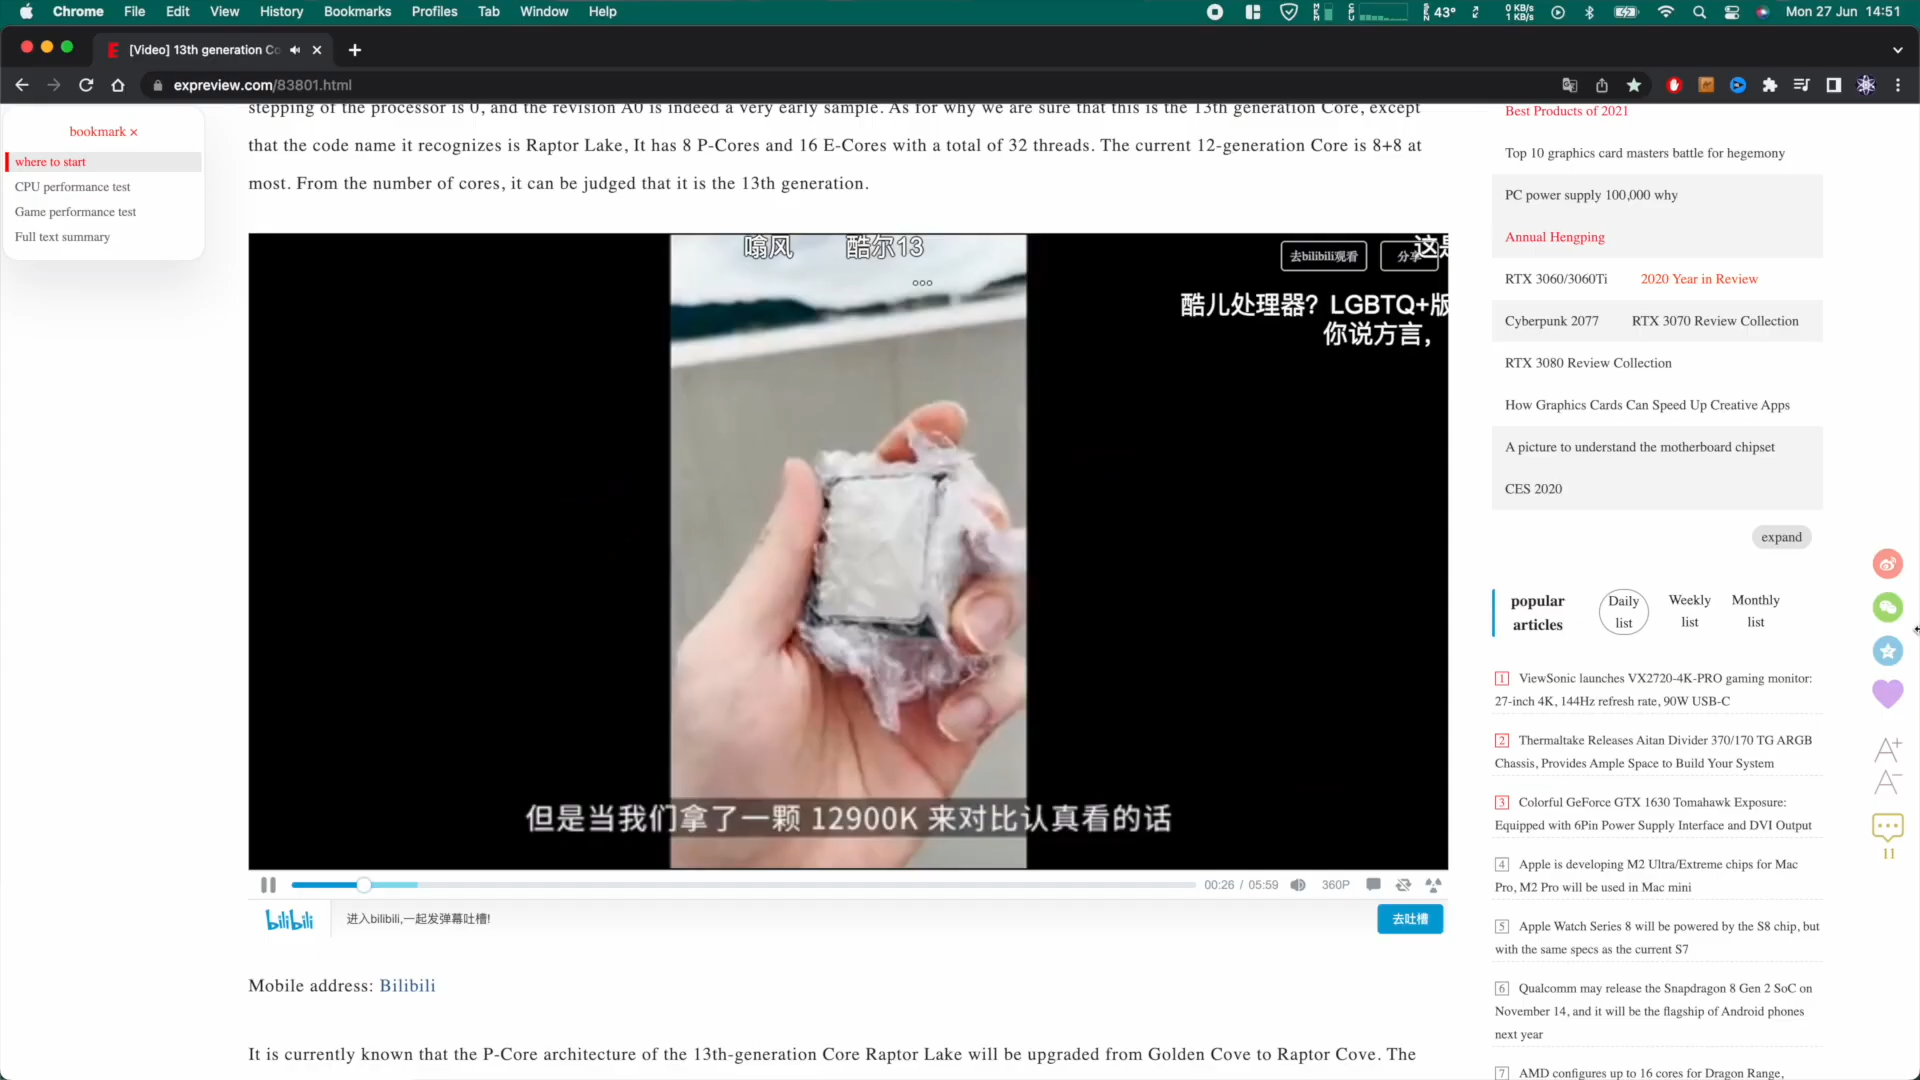 Chrome File Edit View History Bookmarks Profiles Tab Window Help
43° 0 KB/s 1 KB/s Mon 27 Jun 14:51
[Video] 13th generation Co
expreview.com/83801.html
bookmark ×
where to start
CPU performance test
Game performance test
Full text summary
stepping of the processor is 0, and the revision A0 is indeed a very early sample. As for why we are sure that this is the 13th generation Core, except
that the code name it recognizes is Raptor Lake, It has 8 P-Cores and 16 E-Cores with a total of 32 threads. The current 12-generation Core is 8+8 at
most. From the number of cores, it can be judged that it is the 13th generation.
嗡风 酷尔13
去bilibili观看 分享
酷儿处理器？LGBTQ+版
你说方言，
但是当我们拿了一颗 12900K 来对比认真看的话
00:26 / 05:59 360P
bilibili 进入bilibili,一起发弹幕吐槽! 去吐槽
Mobile address: Bilibili
It is currently known that the P-Core architecture of the 13th-generation Core Raptor Lake will be upgraded from Golden Cove to Raptor Cove. The
Best Products of 2021
Top 10 graphics card masters battle for hegemony
PC power supply 100,000 why
Annual Hengping
RTX 3060/3060Ti 2020 Year in Review
Cyberpunk 2077 RTX 3070 Review Collection
RTX 3080 Review Collection
How Graphics Cards Can Speed Up Creative Apps
A picture to understand the motherboard chipset
CES 2020
expand
popular articles
Daily list
Weekly list
Monthly list
1 ViewSonic launches VX2720-4K-PRO gaming monitor:
27-inch 4K, 144Hz refresh rate, 90W USB-C
2 Thermaltake Releases Aitan Divider 370/170 TG ARGB
Chassis, Provides Ample Space to Build Your System
3 Colorful GeForce GTX 1630 Tomahawk Exposure:
Equipped with 6Pin Power Supply Interface and DVI Output
4 Apple is developing M2 Ultra/Extreme chips for Mac
Pro, M2 Pro will be used in Mac mini
5 Apple Watch Series 8 will be powered by the S8 chip, but
with the same specs as the current S7
6 Qualcomm may release the Snapdragon 8 Gen 2 SoC on
November 14, and it will be the flagship of Android phones
next year
7 AMD configures up to 16 cores for Dragon Range,
A+
A−
11